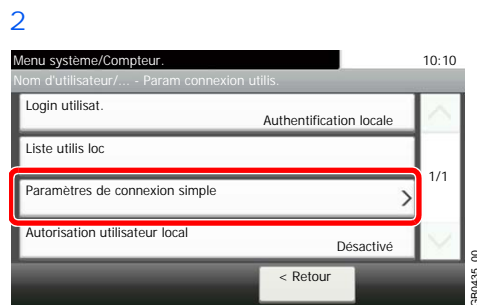 2
Menu système/Compteur. 10:10
Nom d'utilisateur/... - Param connexion utilis.
Login utilisat.
Authentification locale
Liste utilis loc
1/1
Paramètres de connexion simple
Autorisation utilisateur local
Désactivé
< Retour
GB0435_00